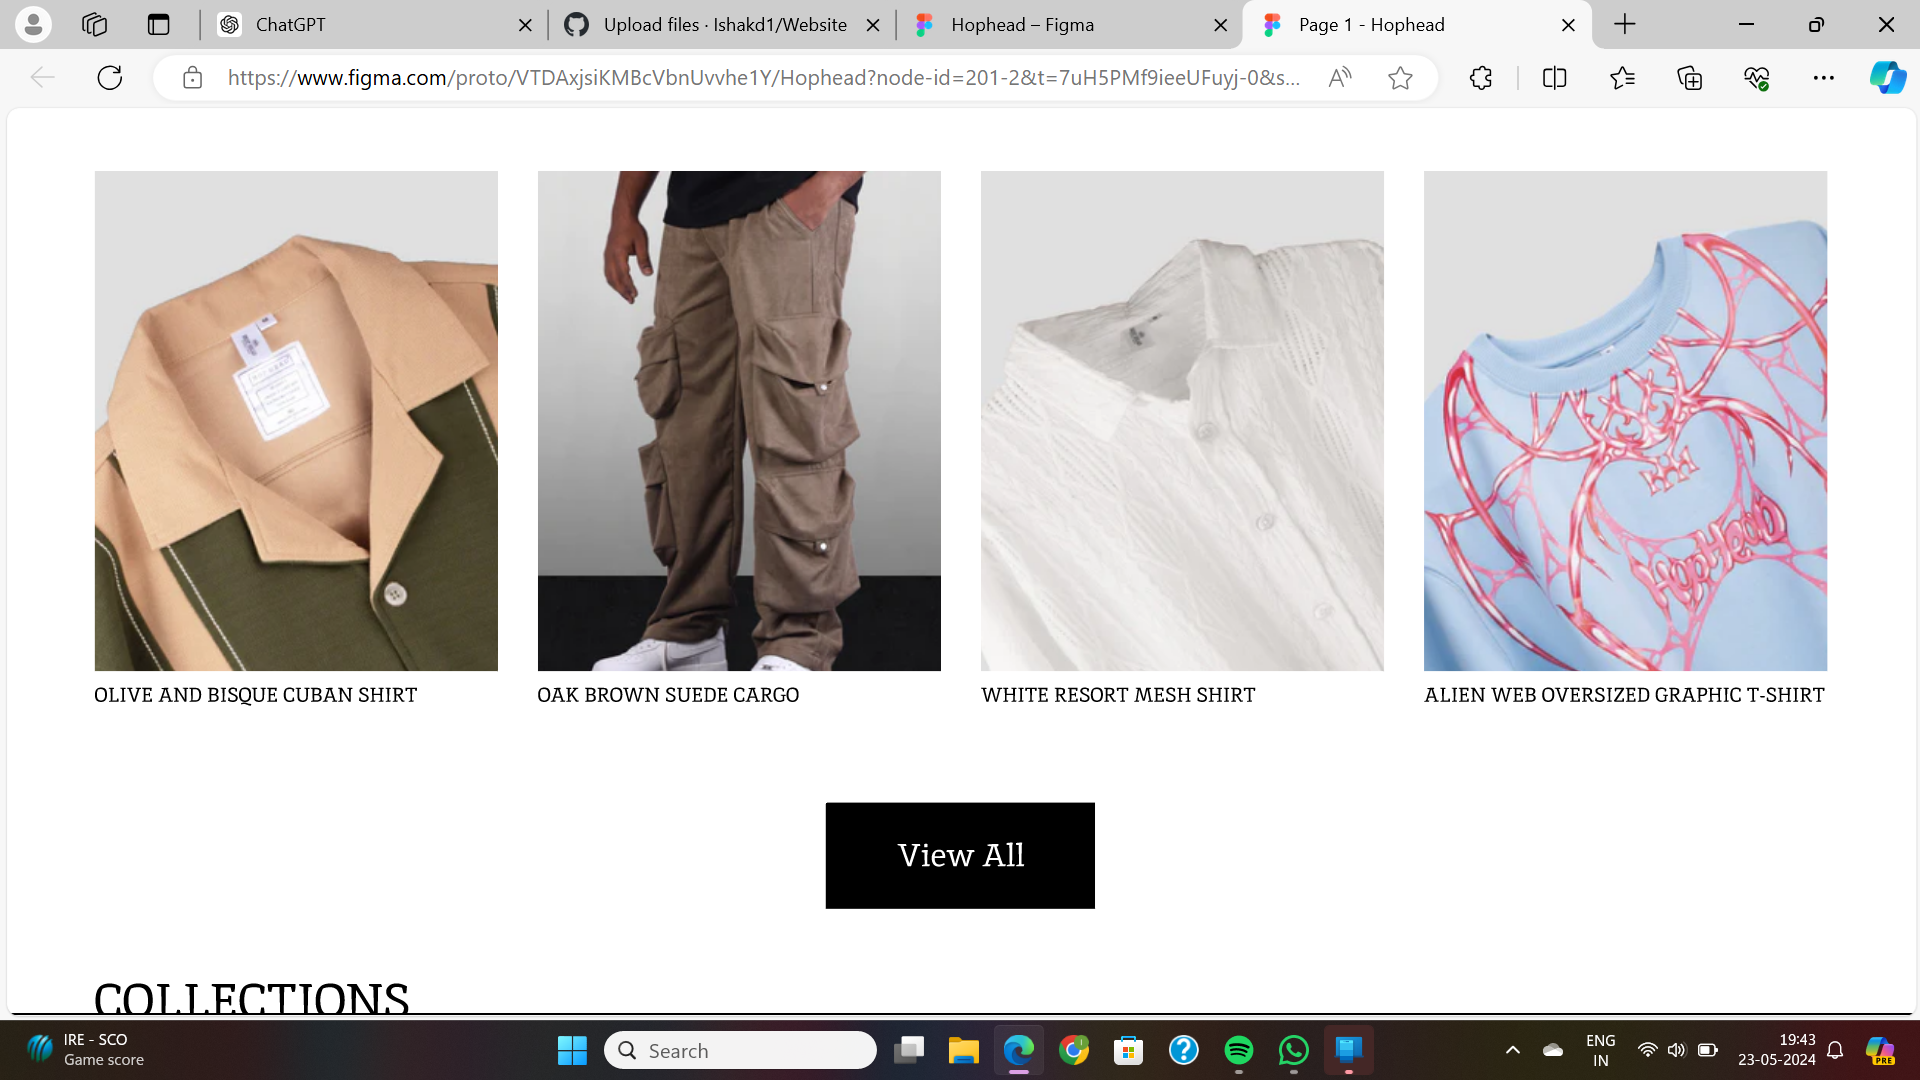 ChatGPT
Upload files · Ishakd1/Website
Hophead – Figma
Page 1 - Hophead
https://www.figma.com/proto/VTDAxjsiKMBcVbnUvvhe1Y/Hophead?node-id=201-2&t=7uH5PMf9ieeUFuyj-0&s...
HopHead
OLIVE AND BISQUE CUBAN SHIRT
OAK BROWN SUEDE CARGO
WHITE RESORT MESH SHIRT
ALIEN WEB OVERSIZED GRAPHIC T-SHIRT
View All
COLLECTIONS
IRE - SCO
Game score
Search
ENG
IN
19:43
23-05-2024
PRE